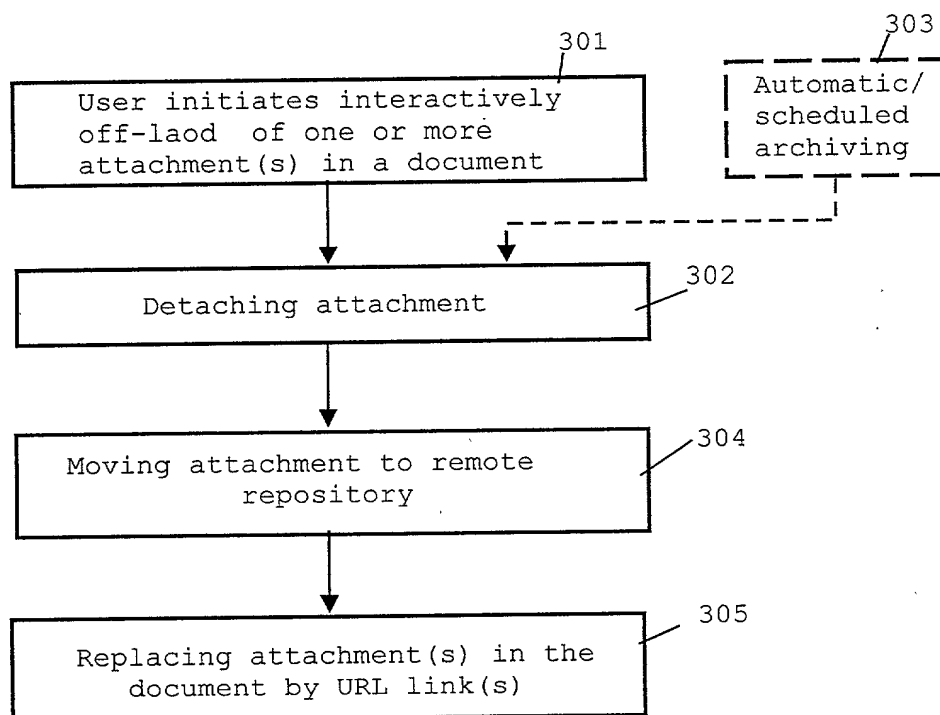 301
User initiates interactively
off-laod of one or more
attachment(s) in a document
303
Automatic/
scheduled
archiving
302
Detaching attachment
304
Moving attachment to remote
repository
305
Replacing attachment(s) in the
document by URL link(s)